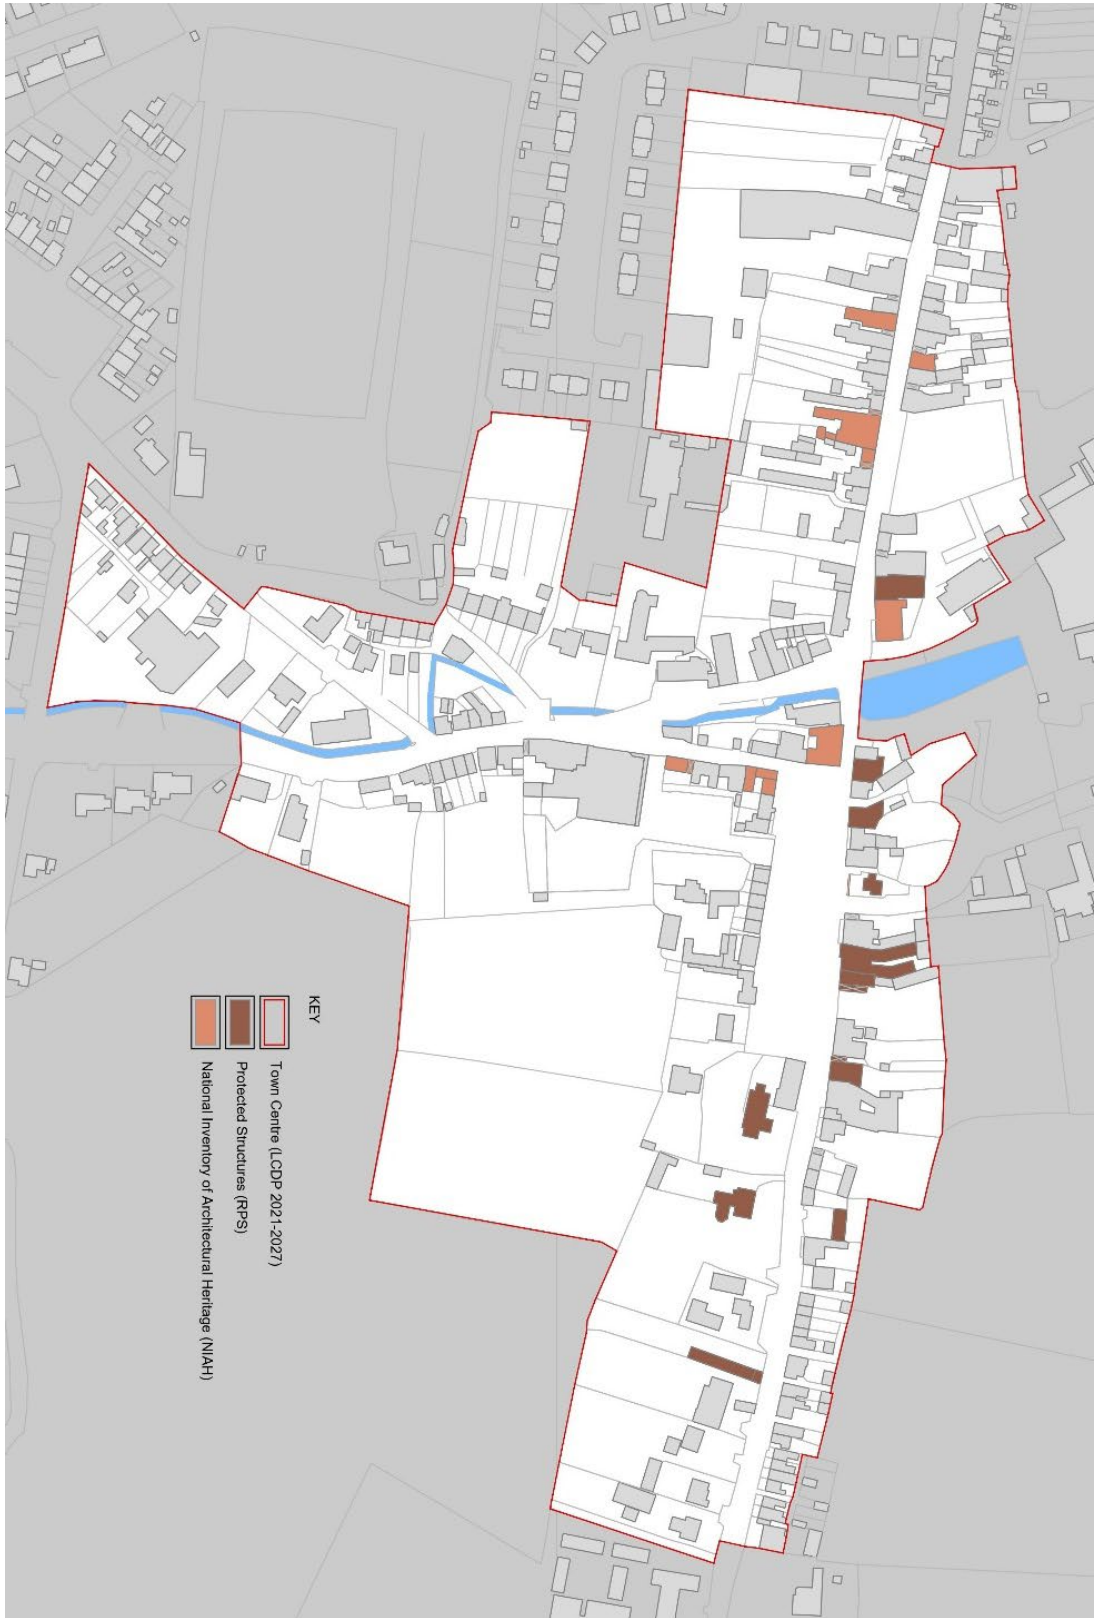 KEY
Town Centre (LCDP 2021-2027)
Protected Structures (RPS)
National Inventory of Architectural Heritage (NIAH)